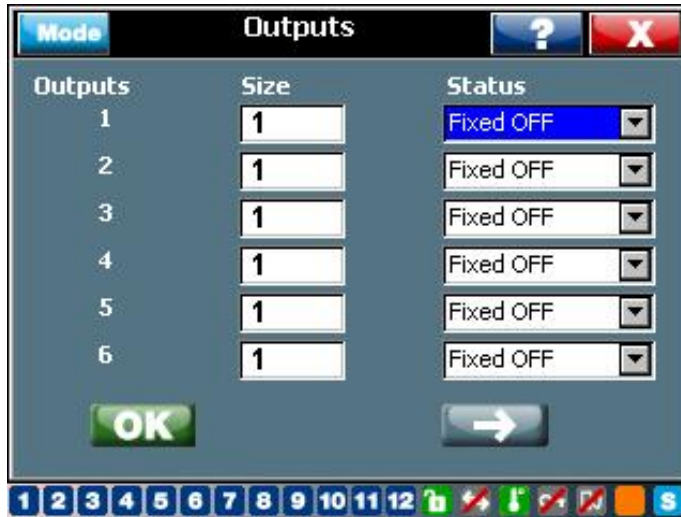 Mode Outputs ? X
Outputs Size Status
1 1 Fixed OFF
2 1 Fixed OFF
3 1 Fixed OFF
4 1 Fixed OFF
5 1 Fixed OFF
6 1 Fixed OFF
OK
1 2 3 4 5 6 7 8 9 10 11 12 S